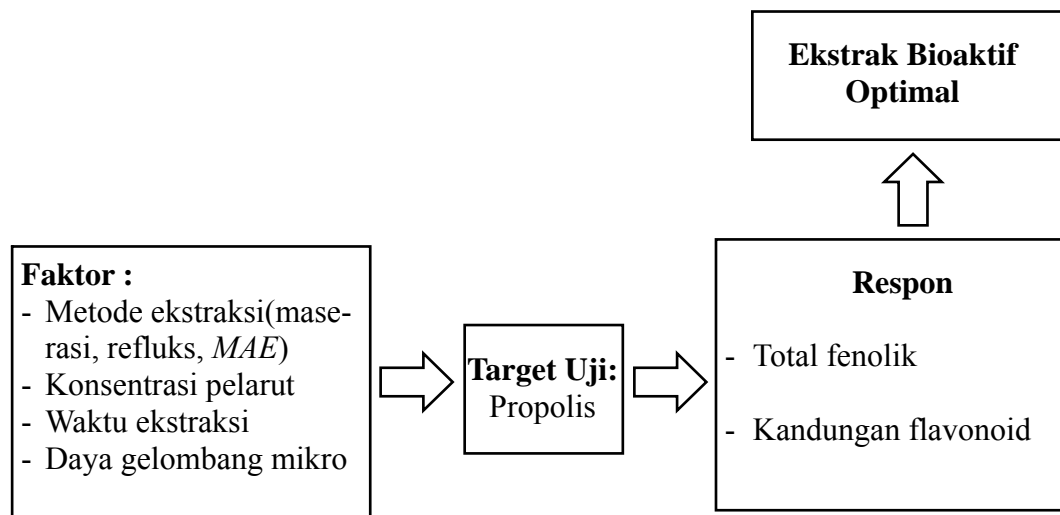 Ekstrak Bioaktif
Optimal
Faktor :
- Metode ekstraksi(mase-
rasi, refluks, MAE)
- Konsentrasi pelarut
- Waktu ekstraksi
- Daya gelombang mikro
Target Uji:
Propolis
Respon
- Total fenolik
- Kandungan flavonoid